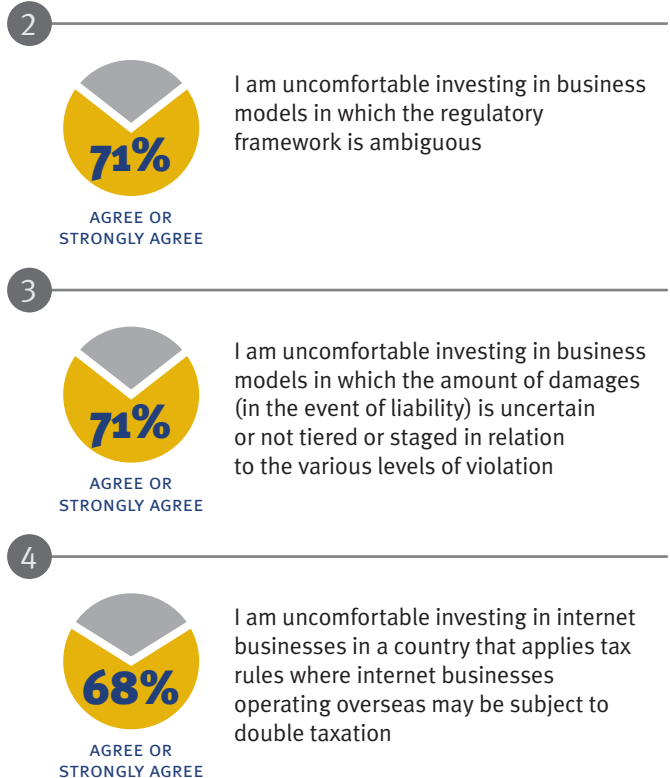 2
I am uncomfortable investing in business
models in which the regulatory
framework is ambiguous
71%
AGREE OR
STRONGLY AGREE
3
I am uncomfortable investing in business
models in which the amount of damages
(in the event of liability) is uncertain
or not tiered or staged in relation
to the various levels of violation
71%
AGREE OR
STRONGLY AGREE
4
I am uncomfortable investing in internet
businesses in a country that applies tax
rules where internet businesses
operating overseas may be subject to
double taxation
68%
AGREE OR
STRONGLY AGREE